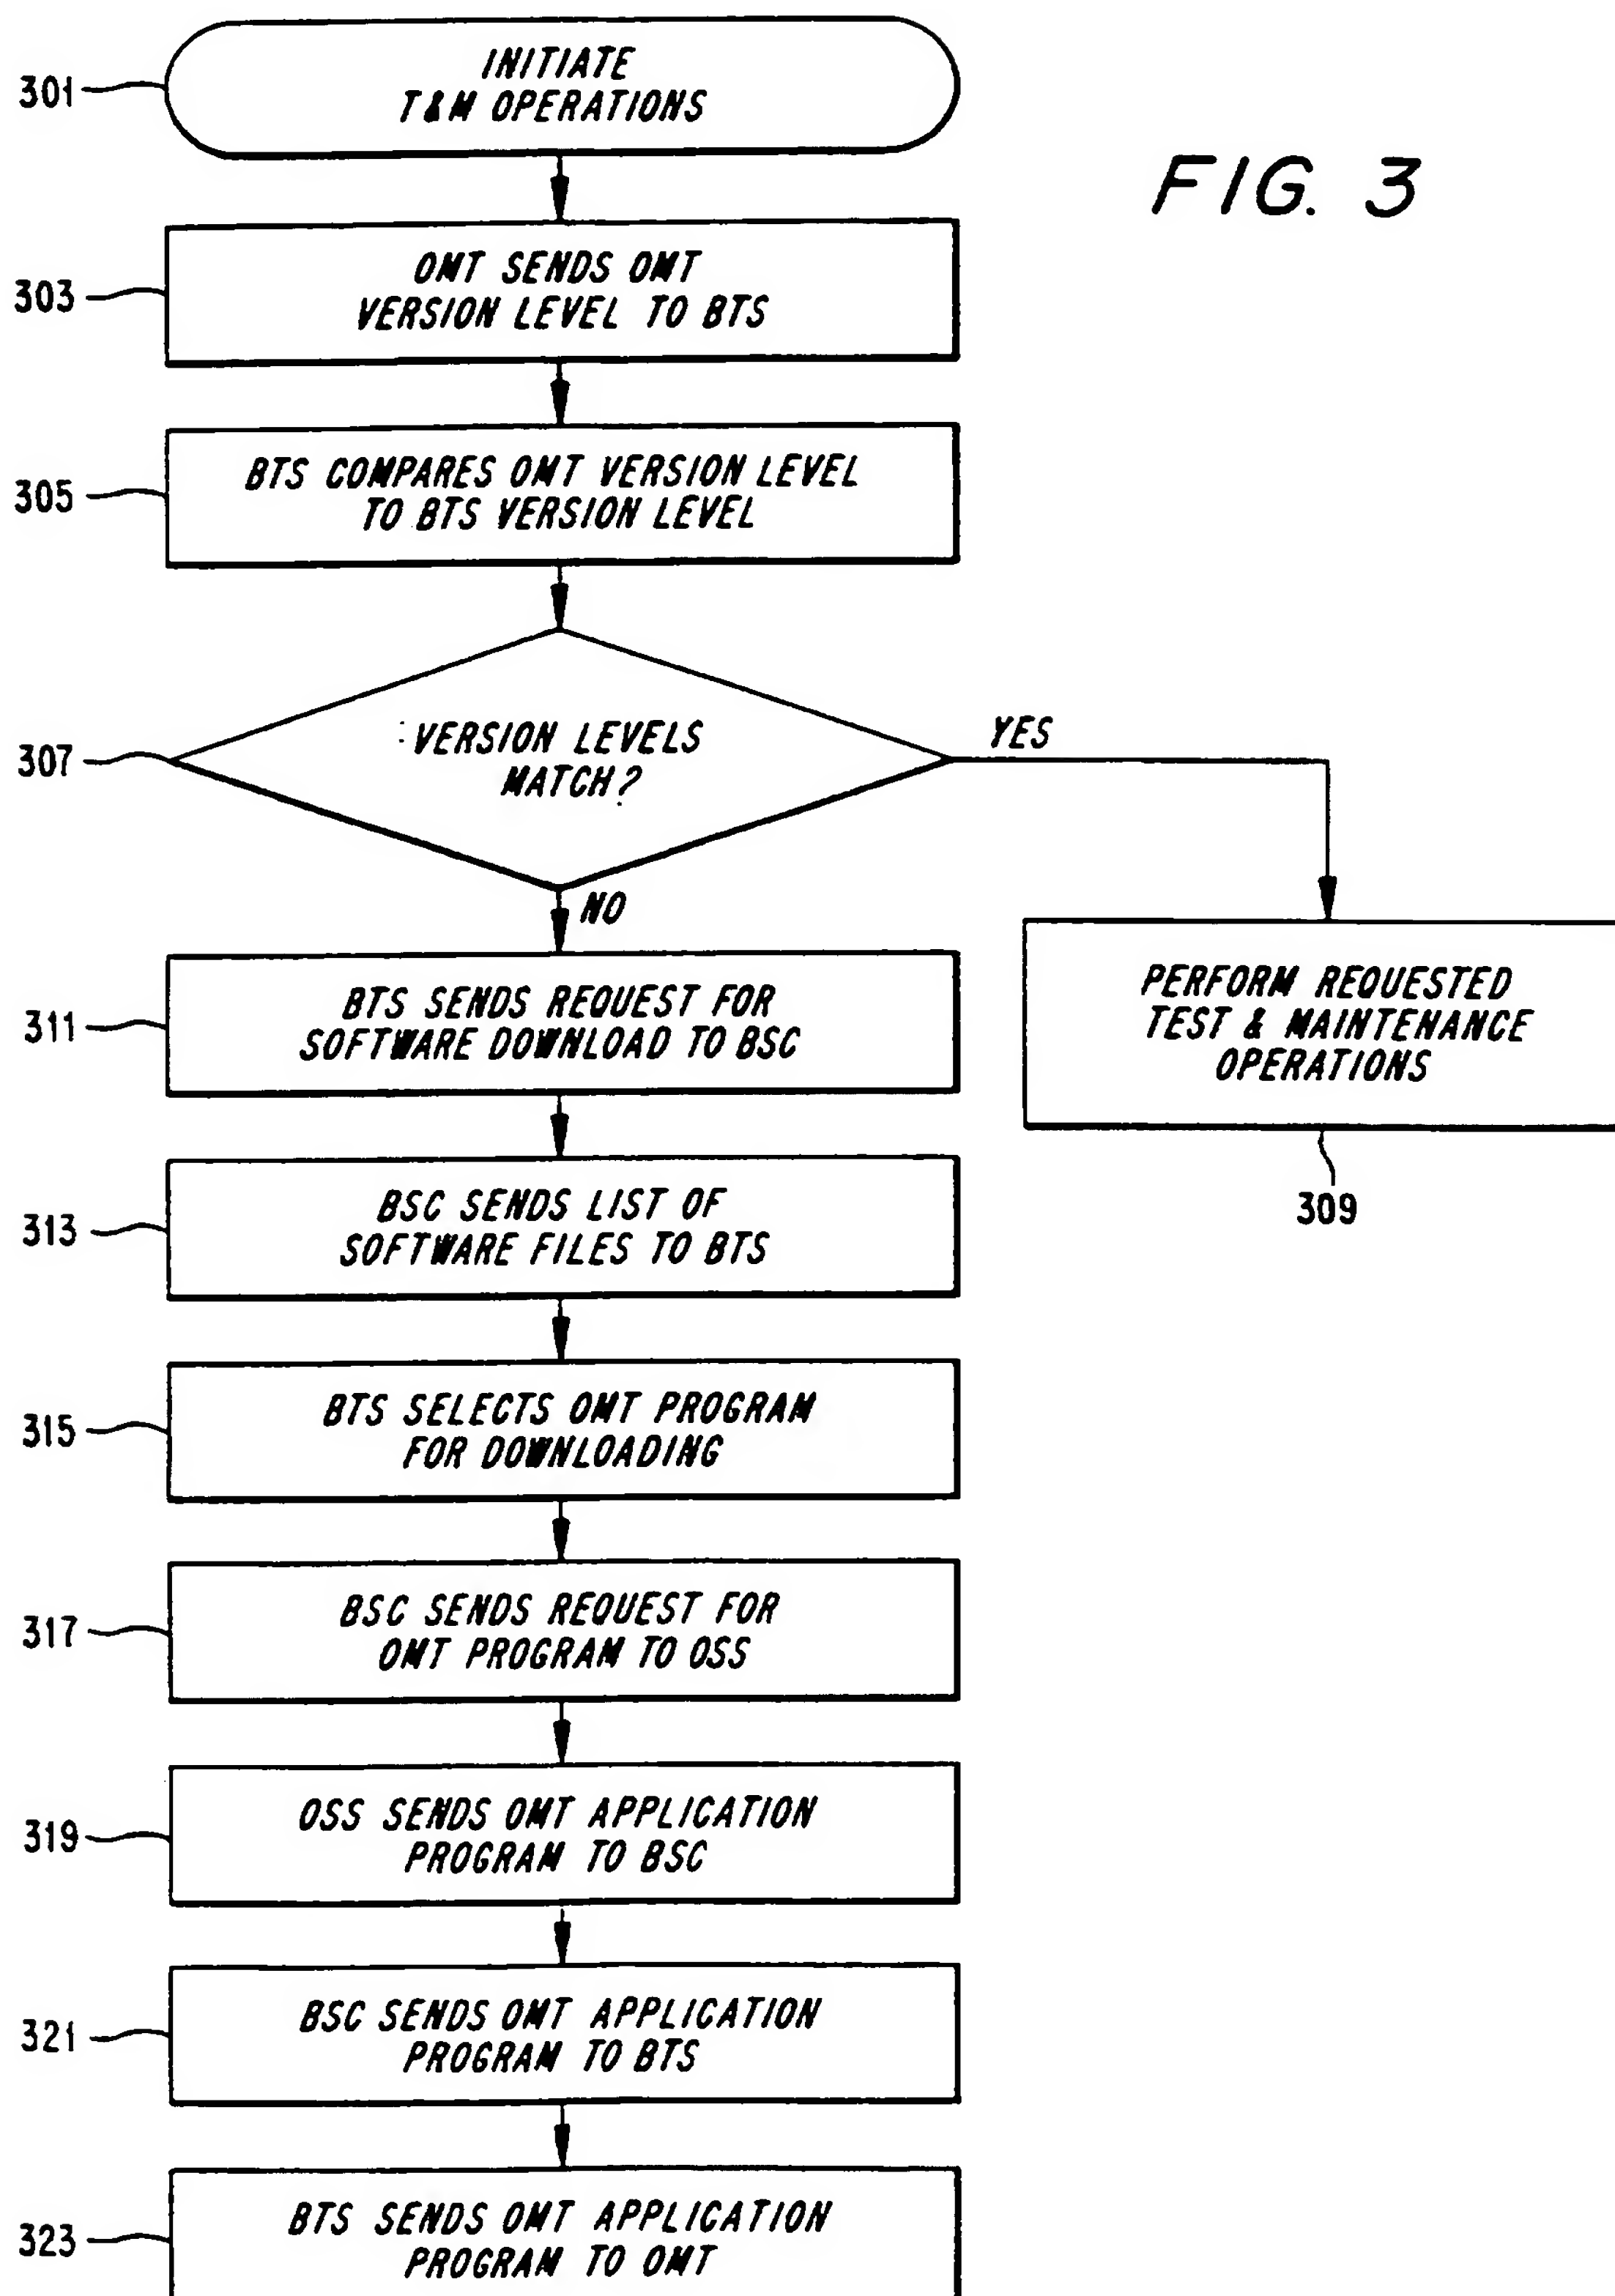 301
INITIATE
T&M OPERATIONS
FIG. 3
303
OMT SENDS OMT
VERSION LEVEL TO BTS
305
BTS COMPARES OMT VERSION LEVEL
TO BTS VERSION LEVEL
307
VERSION LEVELS
MATCH?
YES
NO
311
BTS SENDS REQUEST FOR
SOFTWARE DOWNLOAD TO BSC
PERFORM REQUESTED
TEST & MAINTENANCE
OPERATIONS
309
313
BSC SENDS LIST OF
SOFTWARE FILES TO BTS
315
BTS SELECTS OMT PROGRAM
FOR DOWNLOADING
317
BSC SENDS REQUEST FOR
OMT PROGRAM TO OSS
319
OSS SENDS OMT APPLICATION
PROGRAM TO BSC
321
BSC SENDS OMT APPLICATION
PROGRAM TO BTS
323
BTS SENDS OMT APPLICATION
PROGRAM TO OMT